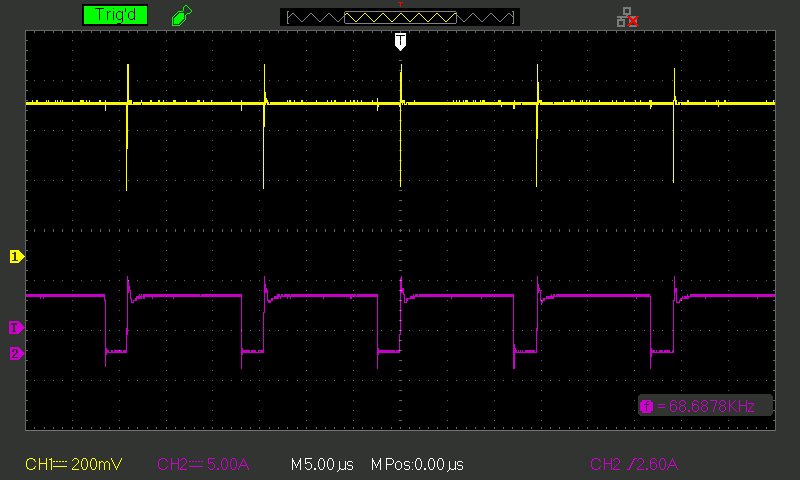 Trig'd
T
T
1
T
2
T = 68.6878KHz
CH1 200mV CH2 5.00A M 5.00μs M Pos:0.00μs CH2 / 2.60A